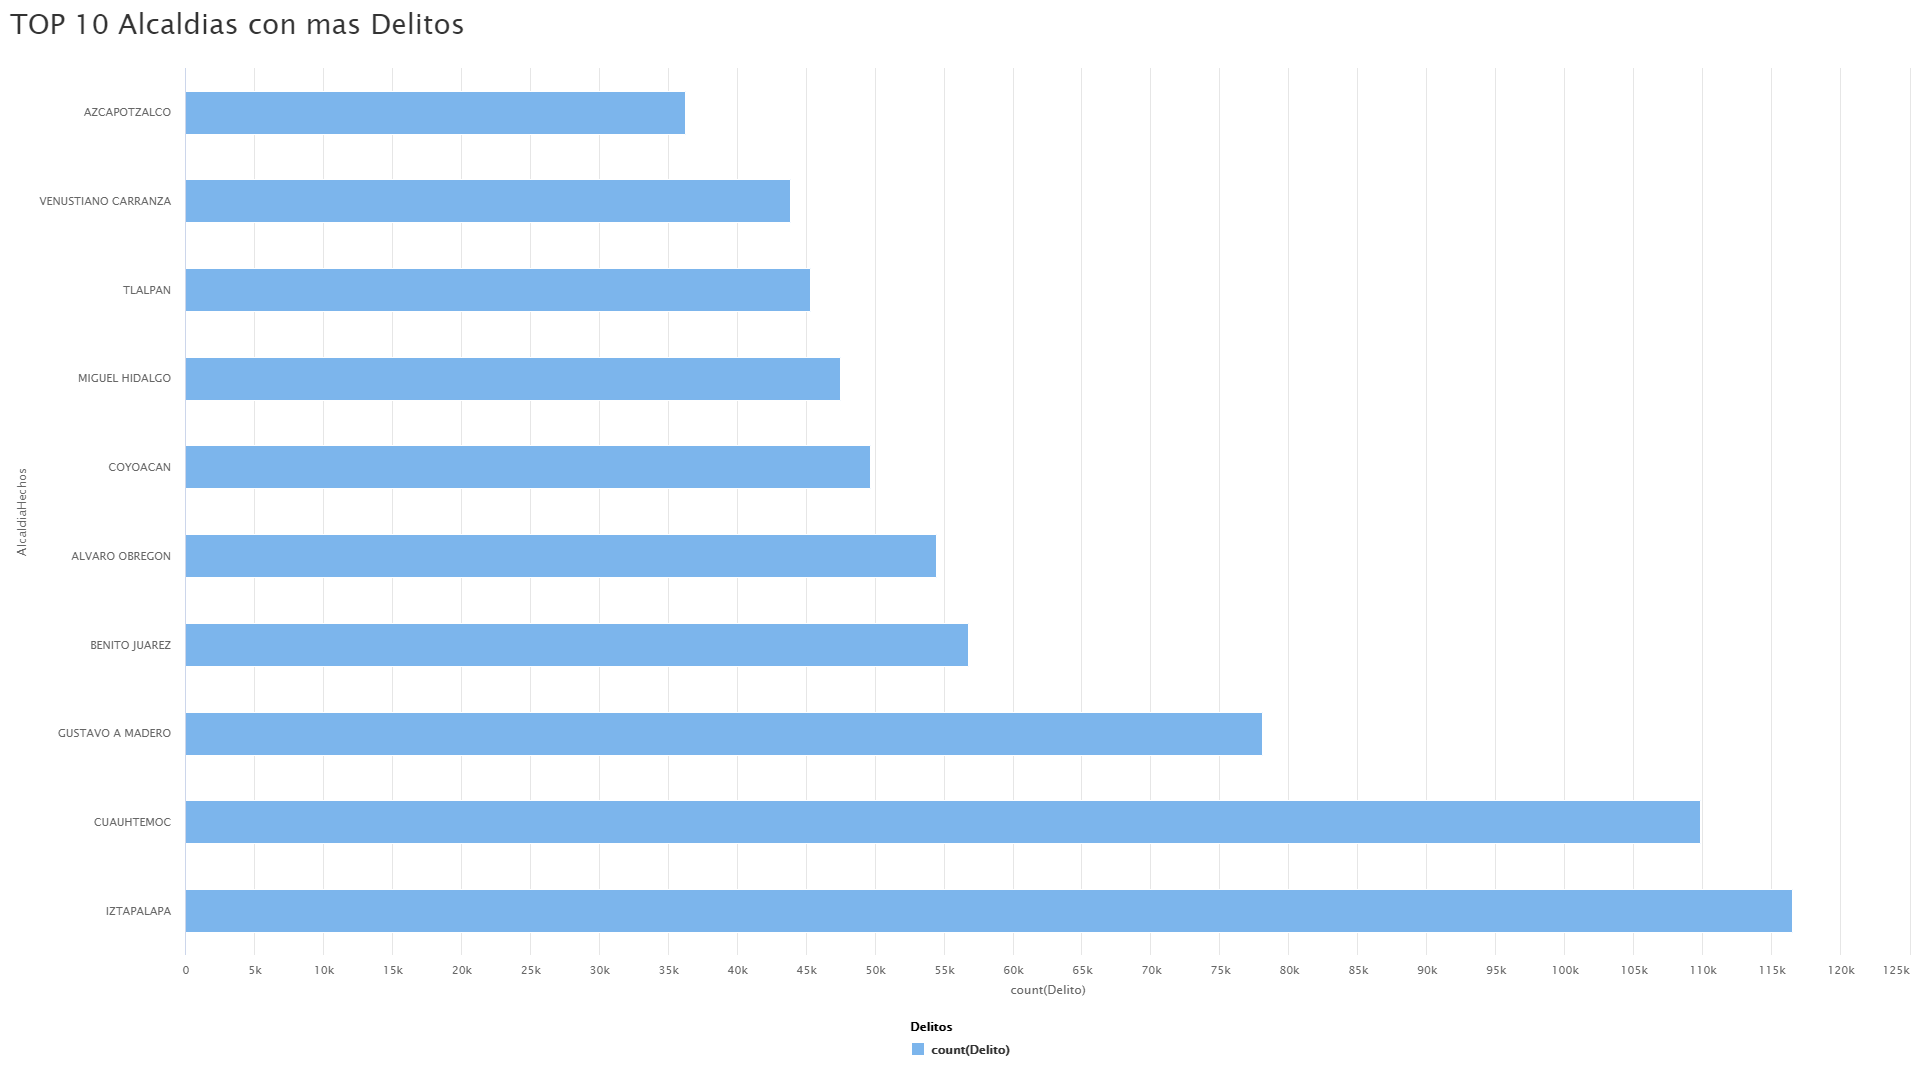 TOP 10 Alcaldias con mas Delitos
AlcaldiaHechos
AZCAPOTZALCO
VENUSTIANO CARRANZA
TLALPAN
MIGUEL HIDALGO
COYOACAN
ALVARO OBREGON
BENITO JUAREZ
GUSTAVO A MADERO
CUAUHTEMOC
IZTAPALAPA
0 5k 10k 15k 20k 25k 30k 35k 40k 45k 50k 55k 60k 65k 70k 75k 80k 85k 90k 95k 100k 105k 110k 115k 120k 125k
count(Delito)
Delitos
count(Delito)